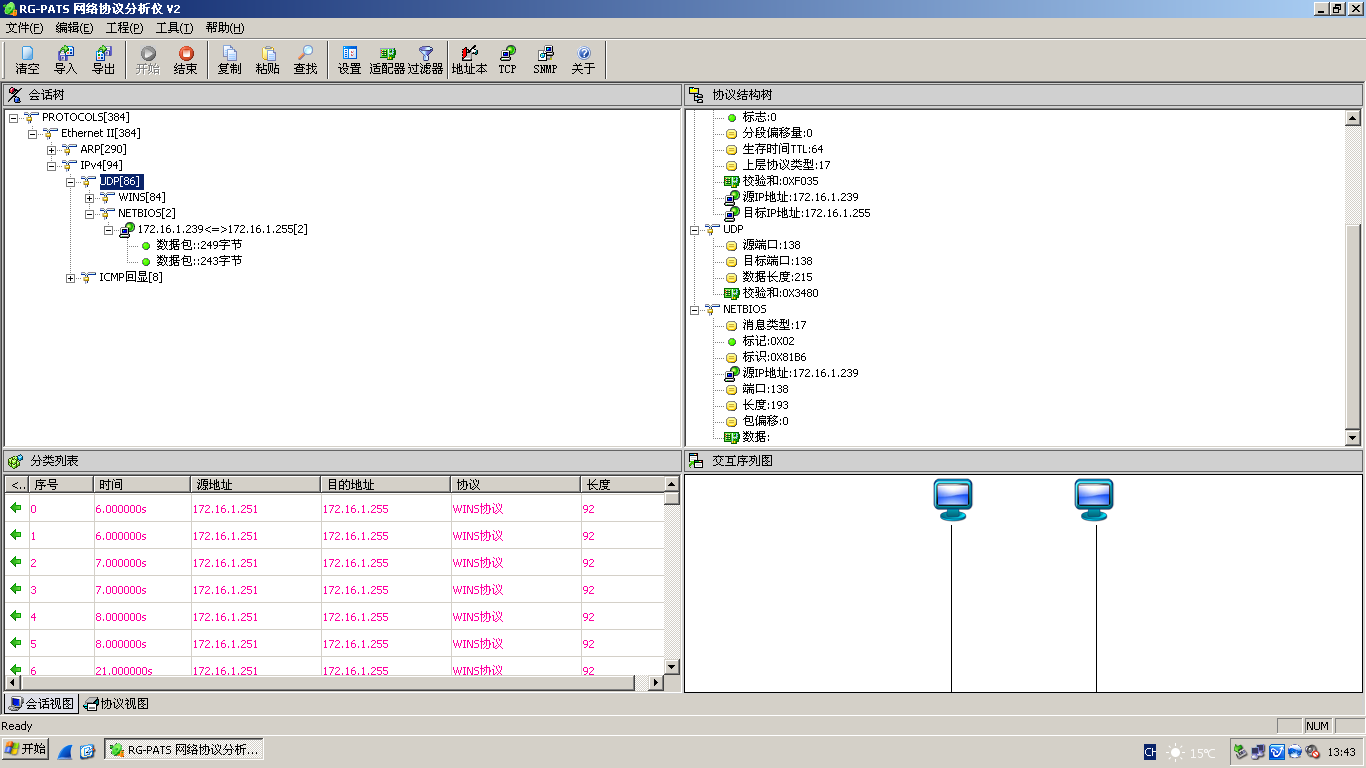 RG-PATS 网络协议分析仪 V2
文件(F) 编辑(E) 工程(P) 工具(T) 帮助(H)
清空 导入 导出 开始 结束 复制 粘贴 查找 设置 适配器 过滤器 地址本 TCP SNMP 关于
会话树
PROTOCOLS[384]
Ethernet II[384]
ARP[290]
IPv4[94]
UDP[86]
WINS[84]
NETBIOS[2]
172.16.1.239<=>172.16.1.255[2]
数据包::249字节
数据包::243字节
ICMP回显[8]
协议结构树
标志:0
分段偏移量:0
生存时间TTL:64
上层协议类型:17
校验和:0XF035
源IP地址:172.16.1.239
目标IP地址:172.16.1.255
UDP
源端口:138
目标端口:138
数据长度:215
校验和:0X3480
NETBIOS
消息类型:17
标记:0X02
标识:0X81B6
源IP地址:172.16.1.239
端口:138
长度:193
包偏移:0
数据:
分类列表
<.. 序号 时间 源地址 目的地址 协议 长度
0 6.000000s 172.16.1.251 172.16.1.255 WINS协议 92
1 6.000000s 172.16.1.251 172.16.1.255 WINS协议 92
2 7.000000s 172.16.1.251 172.16.1.255 WINS协议 92
3 7.000000s 172.16.1.251 172.16.1.255 WINS协议 92
4 8.000000s 172.16.1.251 172.16.1.255 WINS协议 92
5 8.000000s 172.16.1.251 172.16.1.255 WINS协议 92
6 21.000000s 172.16.1.251 172.16.1.255 WINS协议 92
交互序列图
会话视图 协议视图
Ready NUM
开始 RG-PATS 网络协议分析... CH 15℃ 13:43